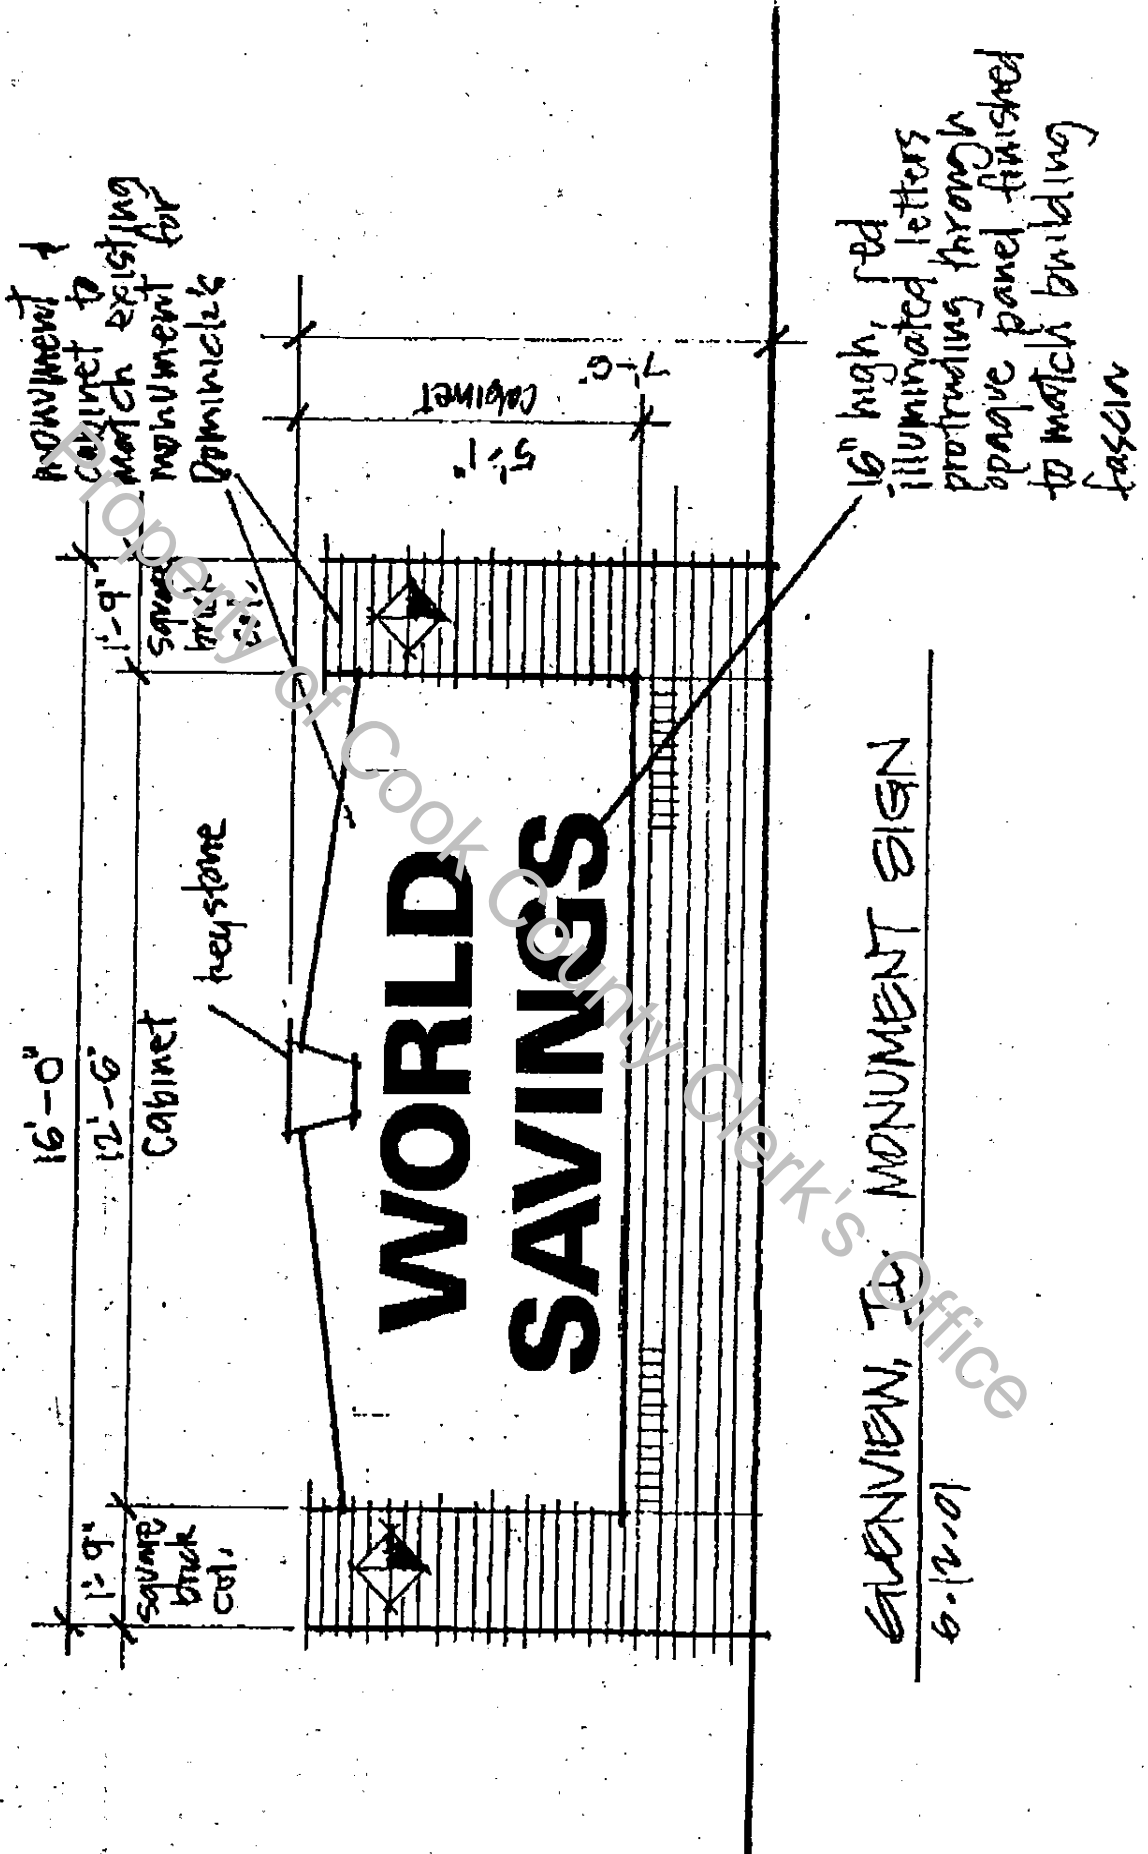 16'-0"
1'-9"
12'-6"
1'-9"
square
brick
col.
cabinet
square
brick
col.
keystone
monument &
cabinet to
match existing
monument for
Dominick's
WORLD
SAVINGS
5'-1"
cabinet
7'-6"
16" high, red
illuminated letters
protruding through
opaque panel finished
to match building
fascia
GLENVIEW, IL MONUMENT SIGN
6.12.01
Property of Cook County Clerk's Office